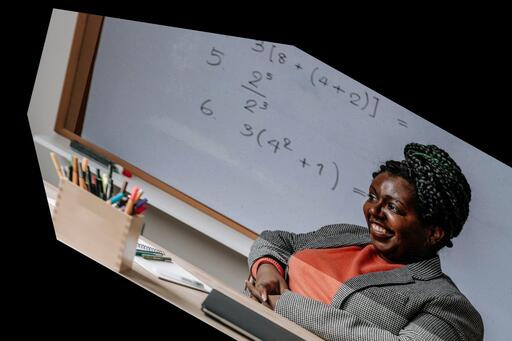 3[8 + (4+2)] =
5. 2⁵/2³
6. 3(4² + 1) =